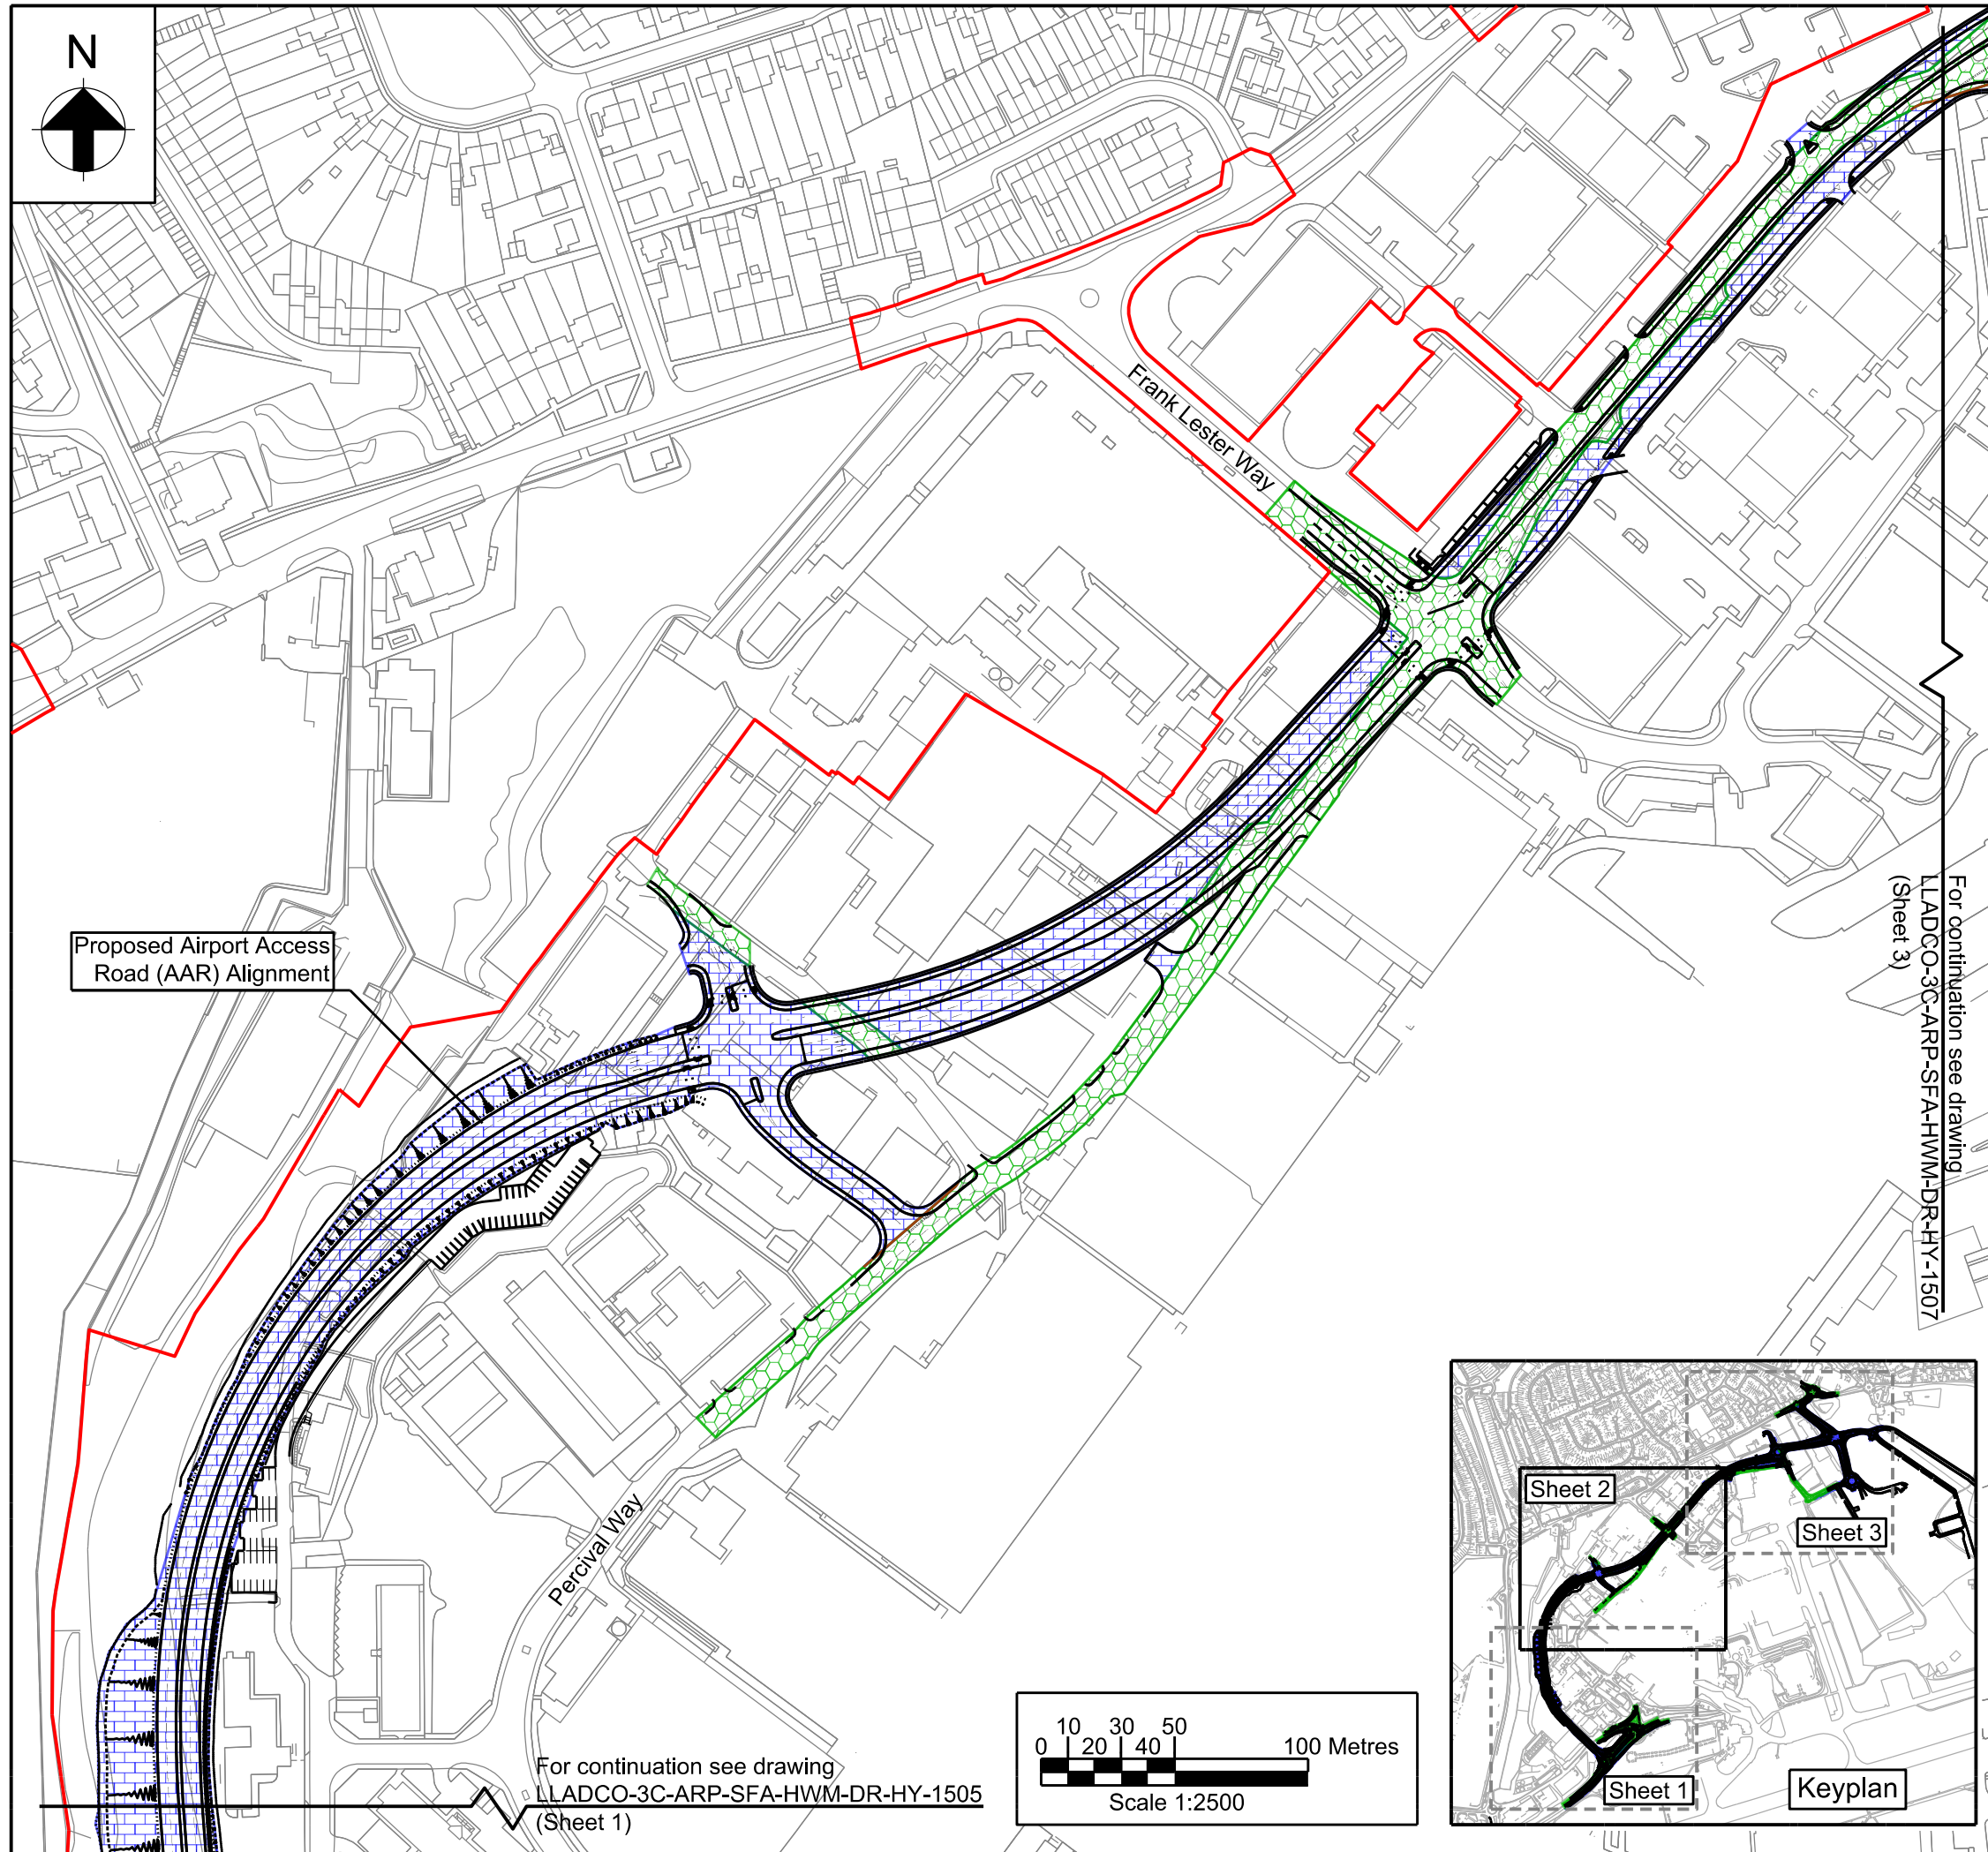 N
Frank Lester Way
Proposed Airport Access
Road (AAR) Alignment
For continuation see drawing
LLADCO-3C-ARP-SFA-HWM-DR-HY-1507
(Sheet 3)
Percival Way
For continuation see drawing
LLADCO-3C-ARP-SFA-HWM-DR-HY-1505
(Sheet 1)
10 30 50
0 20 40 100 Metres
Scale 1:2500
Sheet 2
Sheet 3
Sheet 1
Keyplan